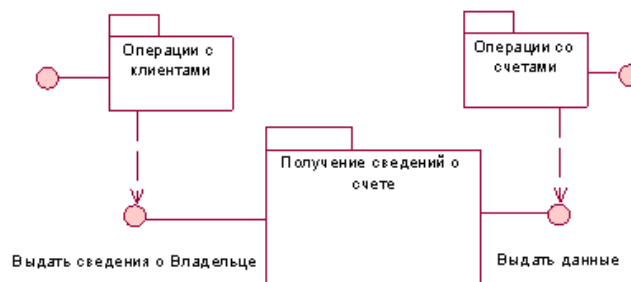 Операции с
клиентами
Операции со
счетами
Получение сведений о
счете
Выдать сведения о Владельце
Выдать данные